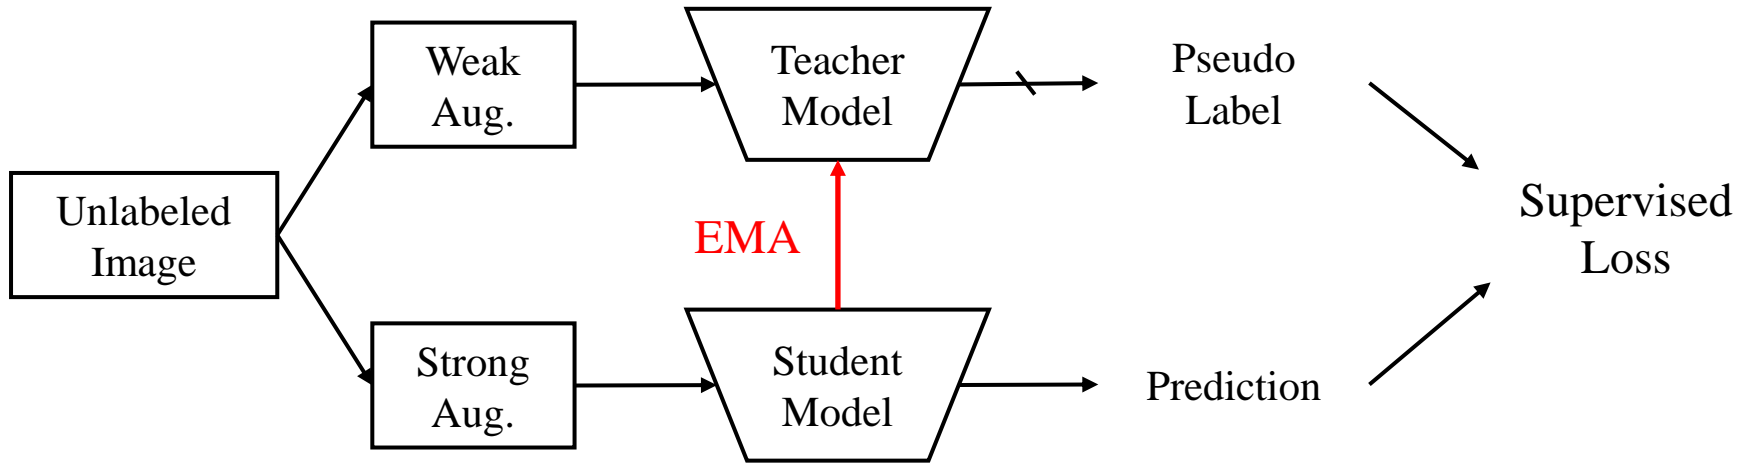 Weak
Aug.
Teacher
Model
Pseudo
Label
Unlabeled
Image
EMA
Supervised
Loss
Strong
Aug.
Student
Model
Prediction